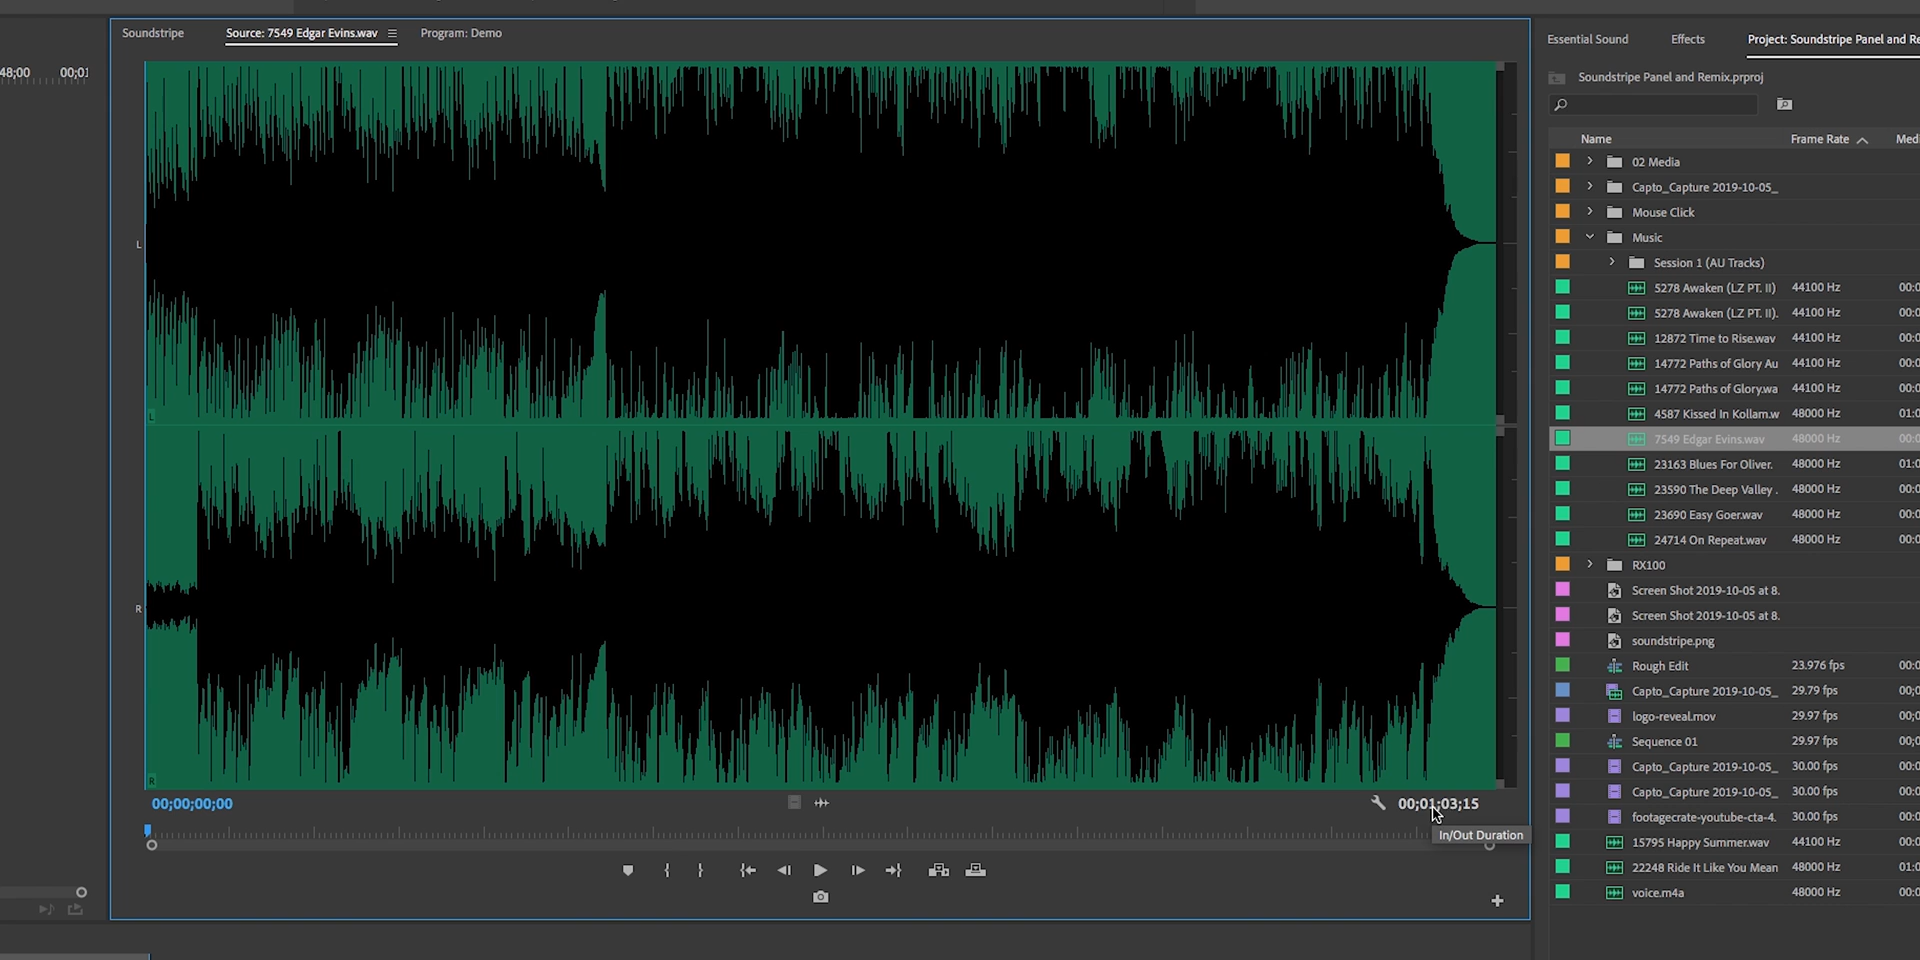 48;00 00;01
Soundstripe Source: 7549 Edgar Evins.wav Program: Demo
L
L
R
R
00;00;00;00
00;01;03;15
In/Out Duration
Essential Sound Effects Project: Soundstripe Panel and Re
Soundstripe Panel and Remix.prproj
Name Frame Rate Medi
02 Media
Capto_Capture 2019-10-05_
Mouse Click
Music
Session 1 (AU Tracks)
5278 Awaken (LZ PT. II) 44100 Hz 00:0
5278 Awaken (LZ PT. II). 44100 Hz 00:0
12872 Time to Rise.wav 44100 Hz 00:0
14772 Paths of Glory Au 44100 Hz 00:0
14772 Paths of Glory.wa 44100 Hz 00:0
4587 Kissed In Kollam.w 48000 Hz 01:0
7549 Edgar Evins.wav 48000 Hz 00:0
23163 Blues For Oliver. 48000 Hz 01:0
23590 The Deep Valley . 48000 Hz 00:0
23690 Easy Goer.wav 48000 Hz 00:0
24714 On Repeat.wav 48000 Hz 00:0
RX100
Screen Shot 2019-10-05 at 8.
Screen Shot 2019-10-05 at 8.
soundstripe.png
Rough Edit 23.976 fps 00:0
Capto_Capture 2019-10-05_ 29.79 fps 00;0
logo-reveal.mov 29.97 fps 00;0
Sequence 01 29.97 fps 00;0
Capto_Capture 2019-10-05_ 30.00 fps 00:0
Capto_Capture 2019-10-05_ 30.00 fps 00:0
footagecrate-youtube-cta-4. 30.00 fps 00:0
15795 Happy Summer.wav 44100 Hz 00:0
22248 Ride It Like You Mean 48000 Hz 01:0
voice.m4a 48000 Hz 00:0